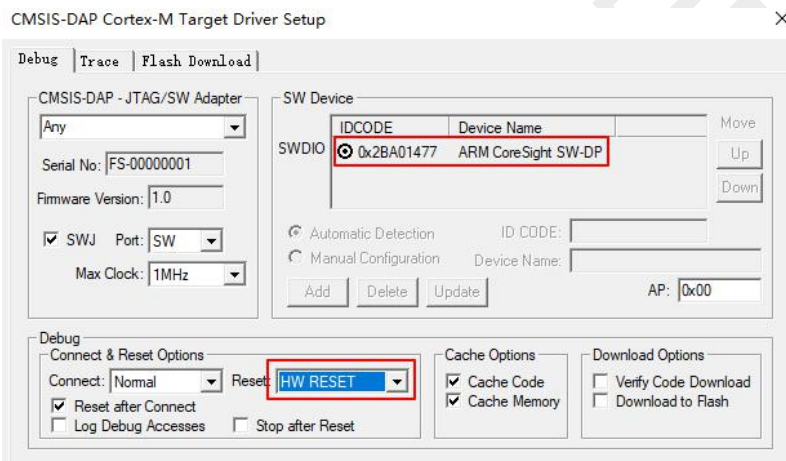 CMSIS-DAP Cortex-M Target Driver Setup
Debug | Trace | Flash Download
CMSIS-DAP - JTAG/SW Adapter
Any
Serial No: FS-00000001
Firmware Version: 1.0
SWJ Port: SW
Max Clock: 1MHz
SW Device
IDCODE Device Name
SWDIO 0x2BA01477 ARM CoreSight SW-DP
Move
Up
Down
Automatic Detection ID CODE:
Manual Configuration Device Name:
Add Delete Update AP: 0x00
Debug
Connect & Reset Options
Connect: Normal Reset: HW RESET
Reset after Connect
Log Debug Accesses Stop after Reset
Cache Options
Cache Code
Cache Memory
Download Options
Verify Code Download
Download to Flash